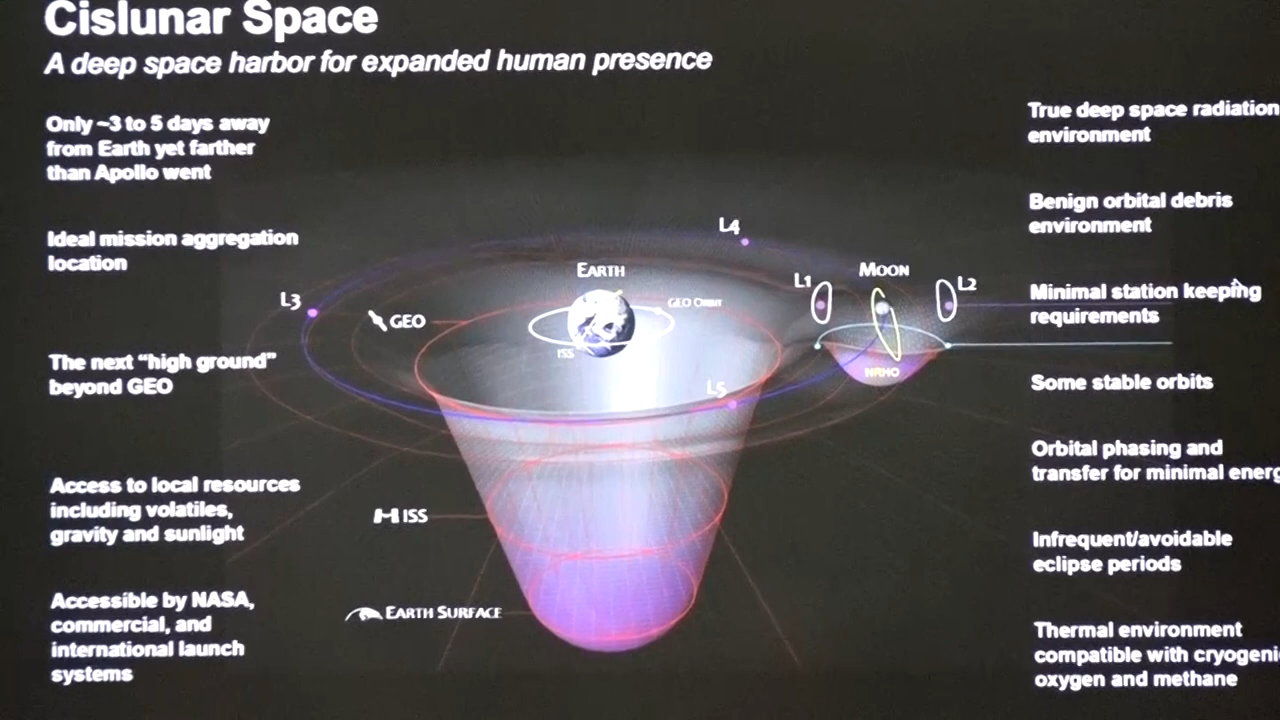 Cislunar Space
A deep space harbor for expanded human presence
Only ~3 to 5 days away
from Earth yet farther
than Apollo went
Ideal mission aggregation
location
The next “high ground”
beyond GEO
Access to local resources
including volatiles,
gravity and sunlight
Accessible by NASA,
commercial, and
international launch
systems
L4
EARTH
MOON
L1
L2
L3
GEO
GEO ORBIT
ISS
L5
NRHO
ISS
EARTH SURFACE
True deep space radiation
environment
Benign orbital debris
environment
Minimal station keeping
requirements
Some stable orbits
Orbital phasing and
transfer for minimal energ
Infrequent/avoidable
eclipse periods
Thermal environment
compatible with cryogeni
oxygen and methane